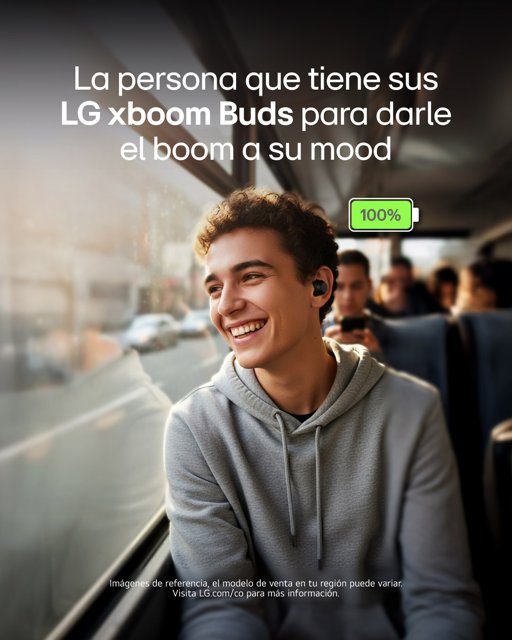 La persona que tiene sus
LG xboom Buds para darle
el boom a su mood
100%
Imágenes de referencia, el modelo de venta en tu región puede variar.
Visita LG.com/co para más información.